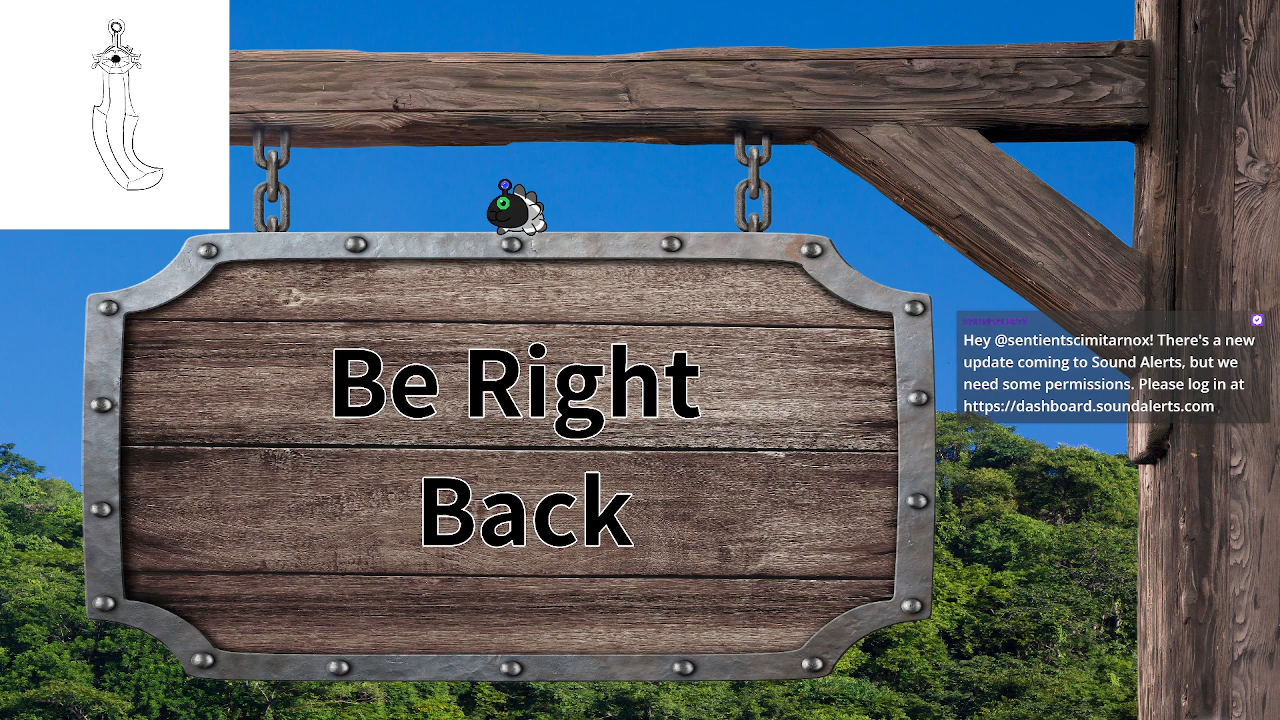 Be Right
Back
Hey @sentientscimitarnox! There's a new
update coming to Sound Alerts, but we
need some permissions. Please log in at
https://dashboard.soundalerts.com